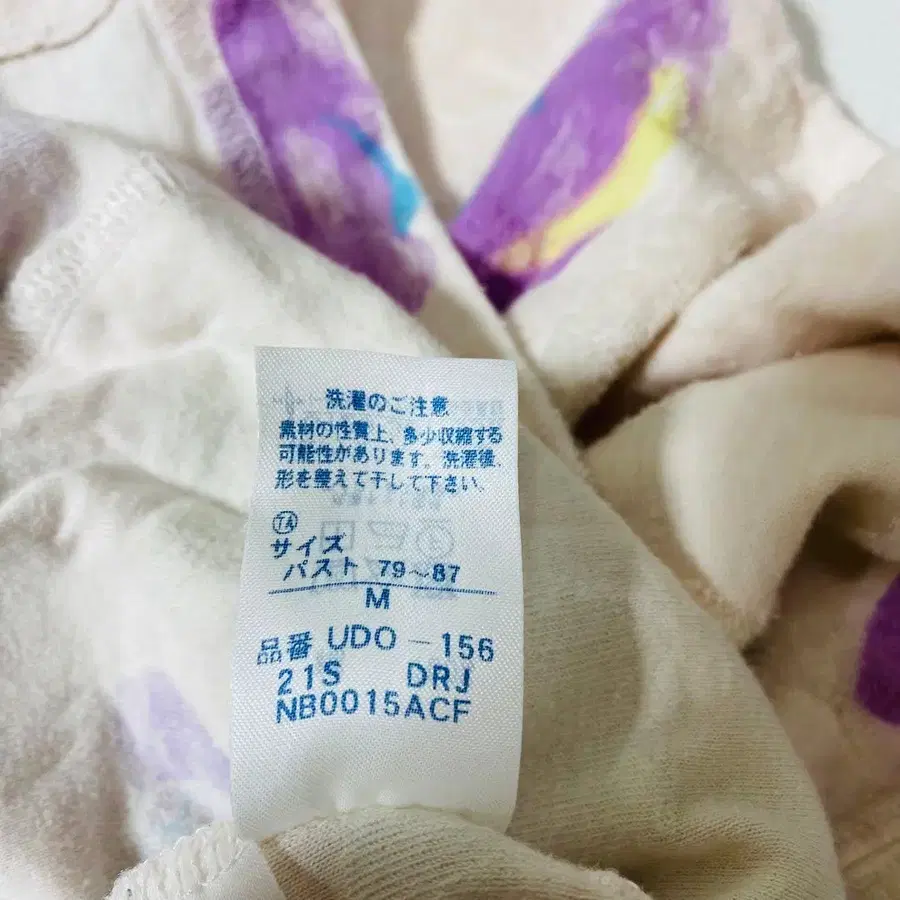 洗濯のご注意
素材の性質上、多少収縮する
可能性があります。洗濯後、
形を整えて干して下さい。
TA
サイズ
バスト 79～87
M
品番 UDO－156
21S DRJ
NB0015ACF